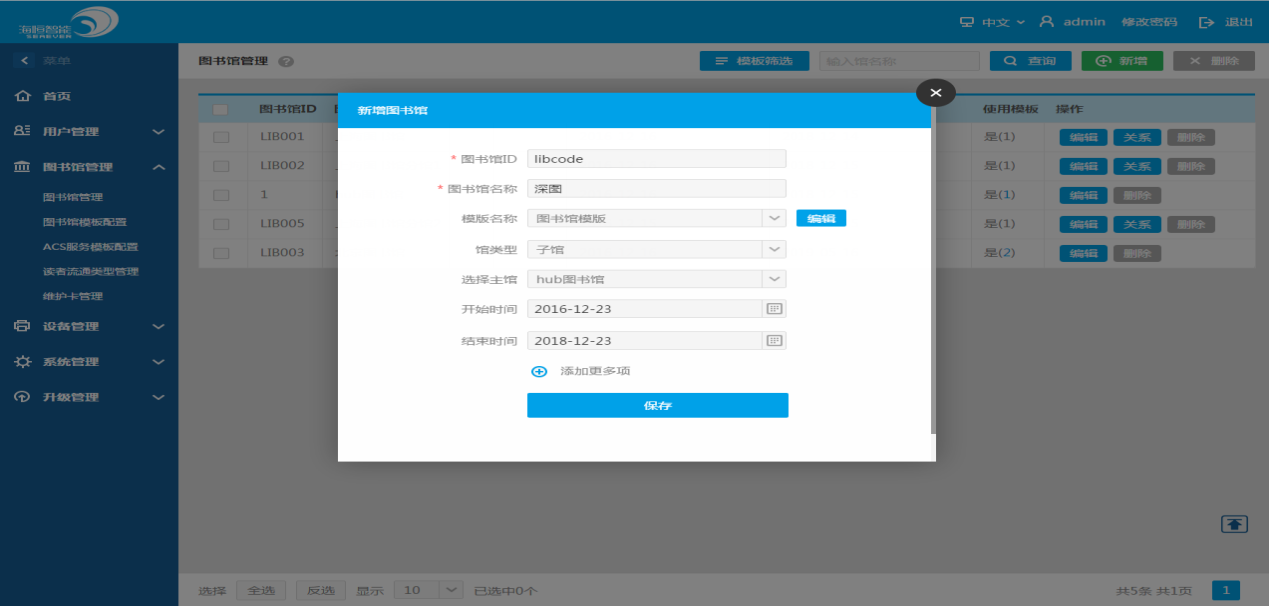 海恒智能
SEAEVER
中文 admin 修改密码 退出
菜单
首页
用户管理
图书馆管理
图书馆管理
图书馆模板配置
ACS服务模板配置
读者流通类型管理
维护卡管理
设备管理
系统管理
升级管理
图书馆管理 模板筛选 输入馆名称 查询 新增 删除
图书馆ID 使用模板 操作
LIB001 是(1) 编辑 关系 删除
LIB002 是(1) 编辑 关系 删除
1 是(1) 编辑 删除
LIB005 是(1) 编辑 关系 删除
LIB003 是(2) 编辑 删除
新增图书馆
* 图书馆ID libcode
* 图书馆名称 深图
模版名称 图书馆模版 编辑
馆类型 子馆
选择主馆 hub图书馆
开始时间 2016-12-23
结束时间 2018-12-23
添加更多项
保存
选择 全选 反选 显示 10 已选中0个 共5条 共1页 1